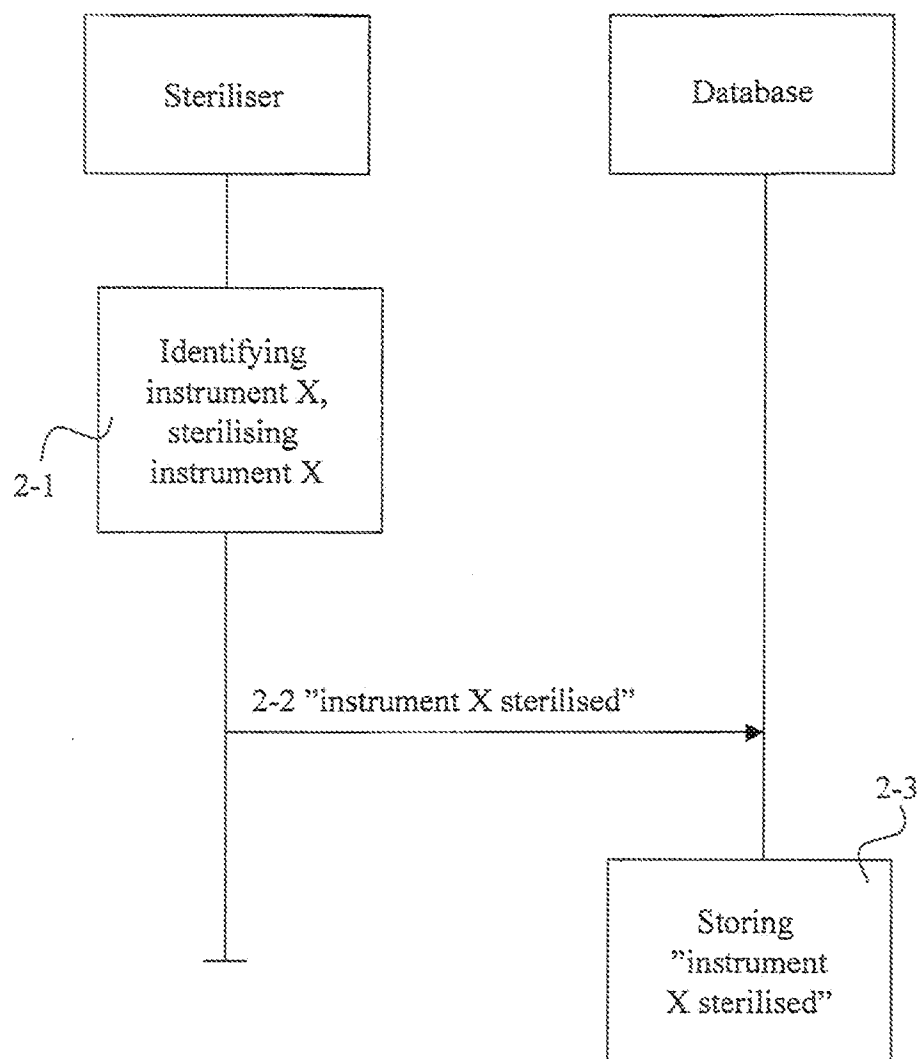 Steriliser
Database
Identifying
instrument X,
sterilising
instrument X
2-1
2-2 ”instrument X sterilised”
2-3
Storing
”instrument
X sterilised”